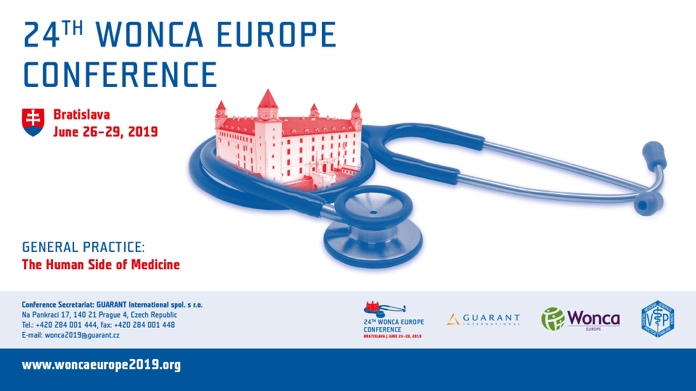 24TH WONCA EUROPE
CONFERENCE
Bratislava
June 26–29, 2019
GENERAL PRACTICE:
The Human Side of Medicine
Conference Secretariat: GUARANT International spol. s r.o.
Na Pankraci 17, 140 21 Prague 4, Czech Republic
Tel.: +420 284 001 444, fax: +420 284 001 448
E-mail: wonca2019@guarant.cz
24TH WONCA EUROPE
CONFERENCE
BRATISLAVA | JUNE 26–29, 2019
GUARANT
INTERNATIONAL
Wonca
EUROPE
V P
www.woncaeurope2019.org